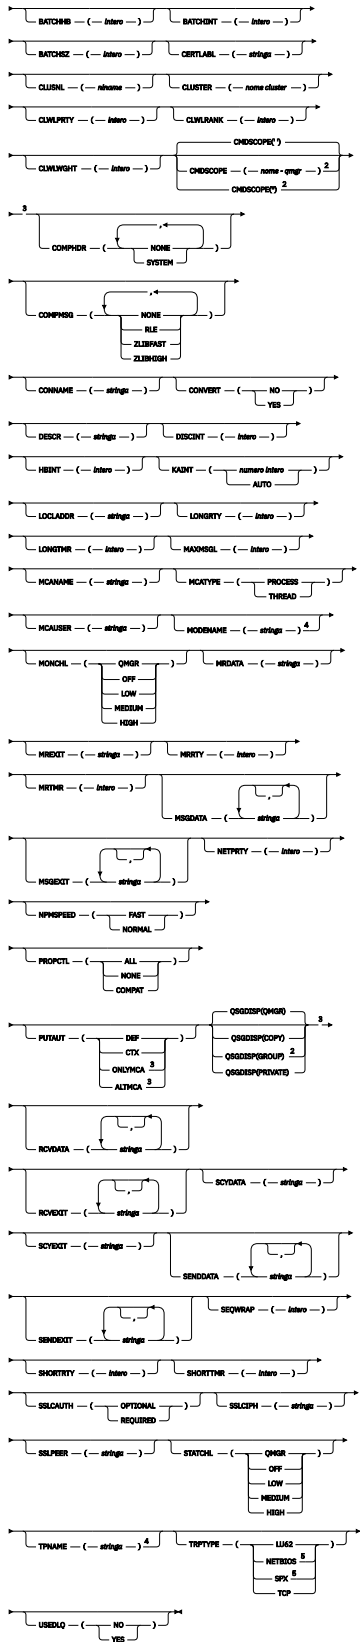 BATCHHB ( intero ) BATCHINT ( intero )
BATCHSZ ( intero ) CERTLABL ( stringa )
CLUSNL ( nlname ) CLUSTER ( nome cluster )
CLWLPRTY ( intero ) CLWLRANK ( intero )
CMDSCOPE(' ')
CLWLWGHT ( intero ) CMDSCOPE ( nome - qmgr ) 2
CMDSCOPE(*) 2
3
,
COMPHDR ( NONE )
SYSTEM
,
COMPMSG ( NONE )
RLE
ZLIBFAST
ZLIBHIGH
CONNAME ( stringa ) CONVERT ( NO )
YES
DESCR ( stringa ) DISCINT ( intero )
HBINT ( intero ) KAINT ( numero intero )
AUTO
LOCLADDR ( stringa ) LONGRTY ( intero )
LONGTMR ( intero ) MAXMSGL ( intero )
MCANAME ( stringa ) MCATYPE ( PROCESS )
THREAD
MCAUSER ( stringa ) MODENAME ( stringa ) 4
MONCHL ( QMGR ) MRDATA ( stringa )
OFF
LOW
MEDIUM
HIGH
MREXIT ( stringa ) MRRTY ( intero )
MRTMR ( intero ) ,
MSGDATA ( stringa )
, NETPRTY ( intero )
MSGEXIT ( stringa )
NPMSPEED ( FAST )
NORMAL
PROPCTL ( ALL )
NONE
COMPAT
QSGDISP(QMGR) 3
PUTAUT ( DEF ) QSGDISP(COPY)
CTX QSGDISP(GROUP) 2
ONLYMCA 3 QSGDISP(PRIVATE)
ALTMCA 3
,
RCVDATA ( stringa )
, SCYDATA ( stringa )
RCVEXIT ( stringa )
SCYEXIT ( stringa ) ,
SENDDATA ( stringa )
, SEQWRAP ( intero )
SENDEXIT ( stringa )
SHORTRTY ( intero ) SHORTTMR ( intero )
SSLCAUTH ( OPTIONAL ) SSLCIPH ( stringa )
REQUIRED
SSLPEER ( stringa ) STATCHL ( QMGR )
OFF
LOW
MEDIUM
HIGH
TPNAME ( stringa ) 4 TRPTYPE ( LU62 )
NETBIOS 5
SPX 5
TCP
USEDLQ ( NO )
YES